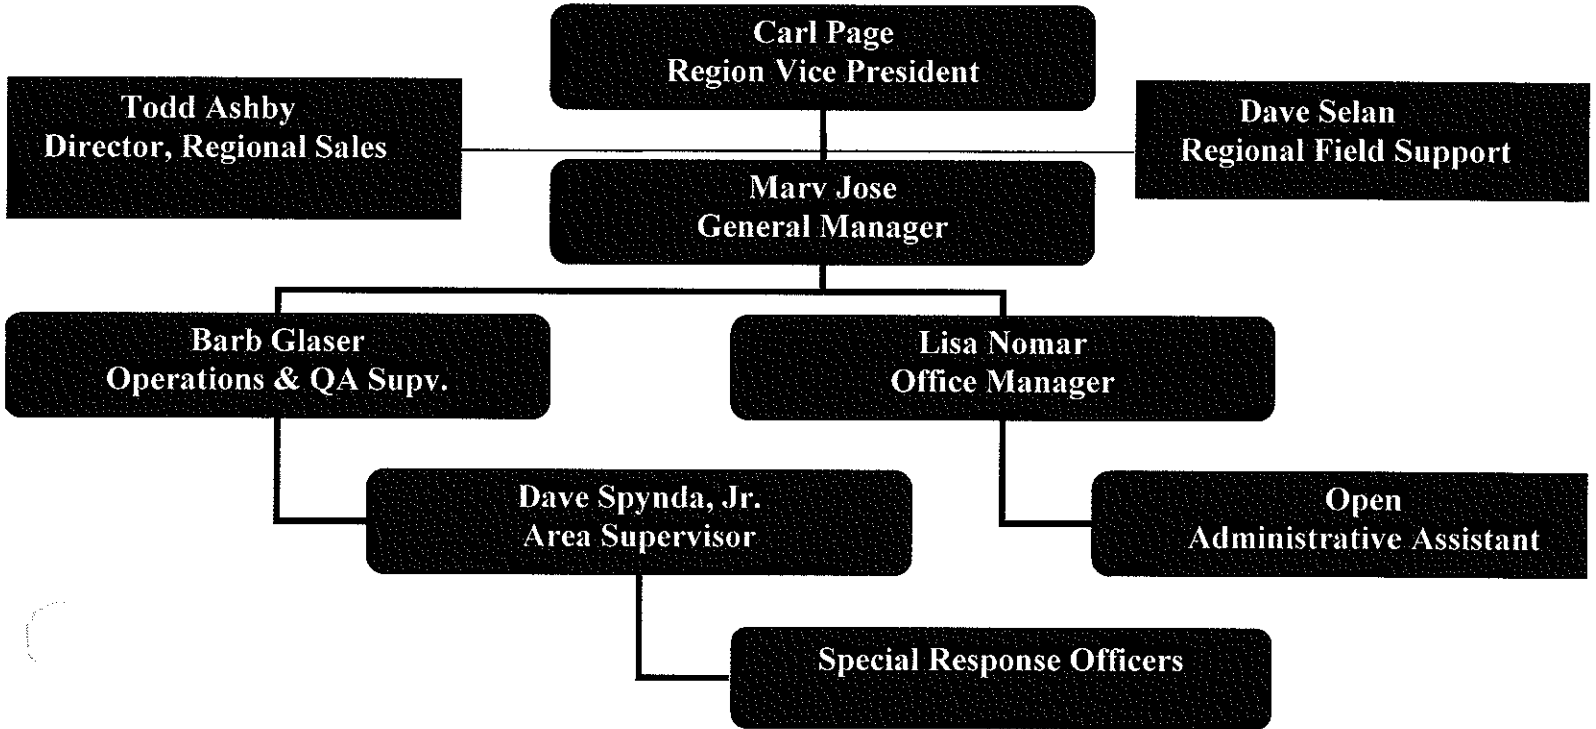 Carl Page
Region Vice President
Todd Ashby
Director, Regional Sales
Dave Selan
Regional Field Support
Marv Jose
General Manager
Barb Glaser
Operations & QA Supv.
Lisa Nomar
Office Manager
Dave Spynda, Jr.
Area Supervisor
Open
Administrative Assistant
Special Response Officers